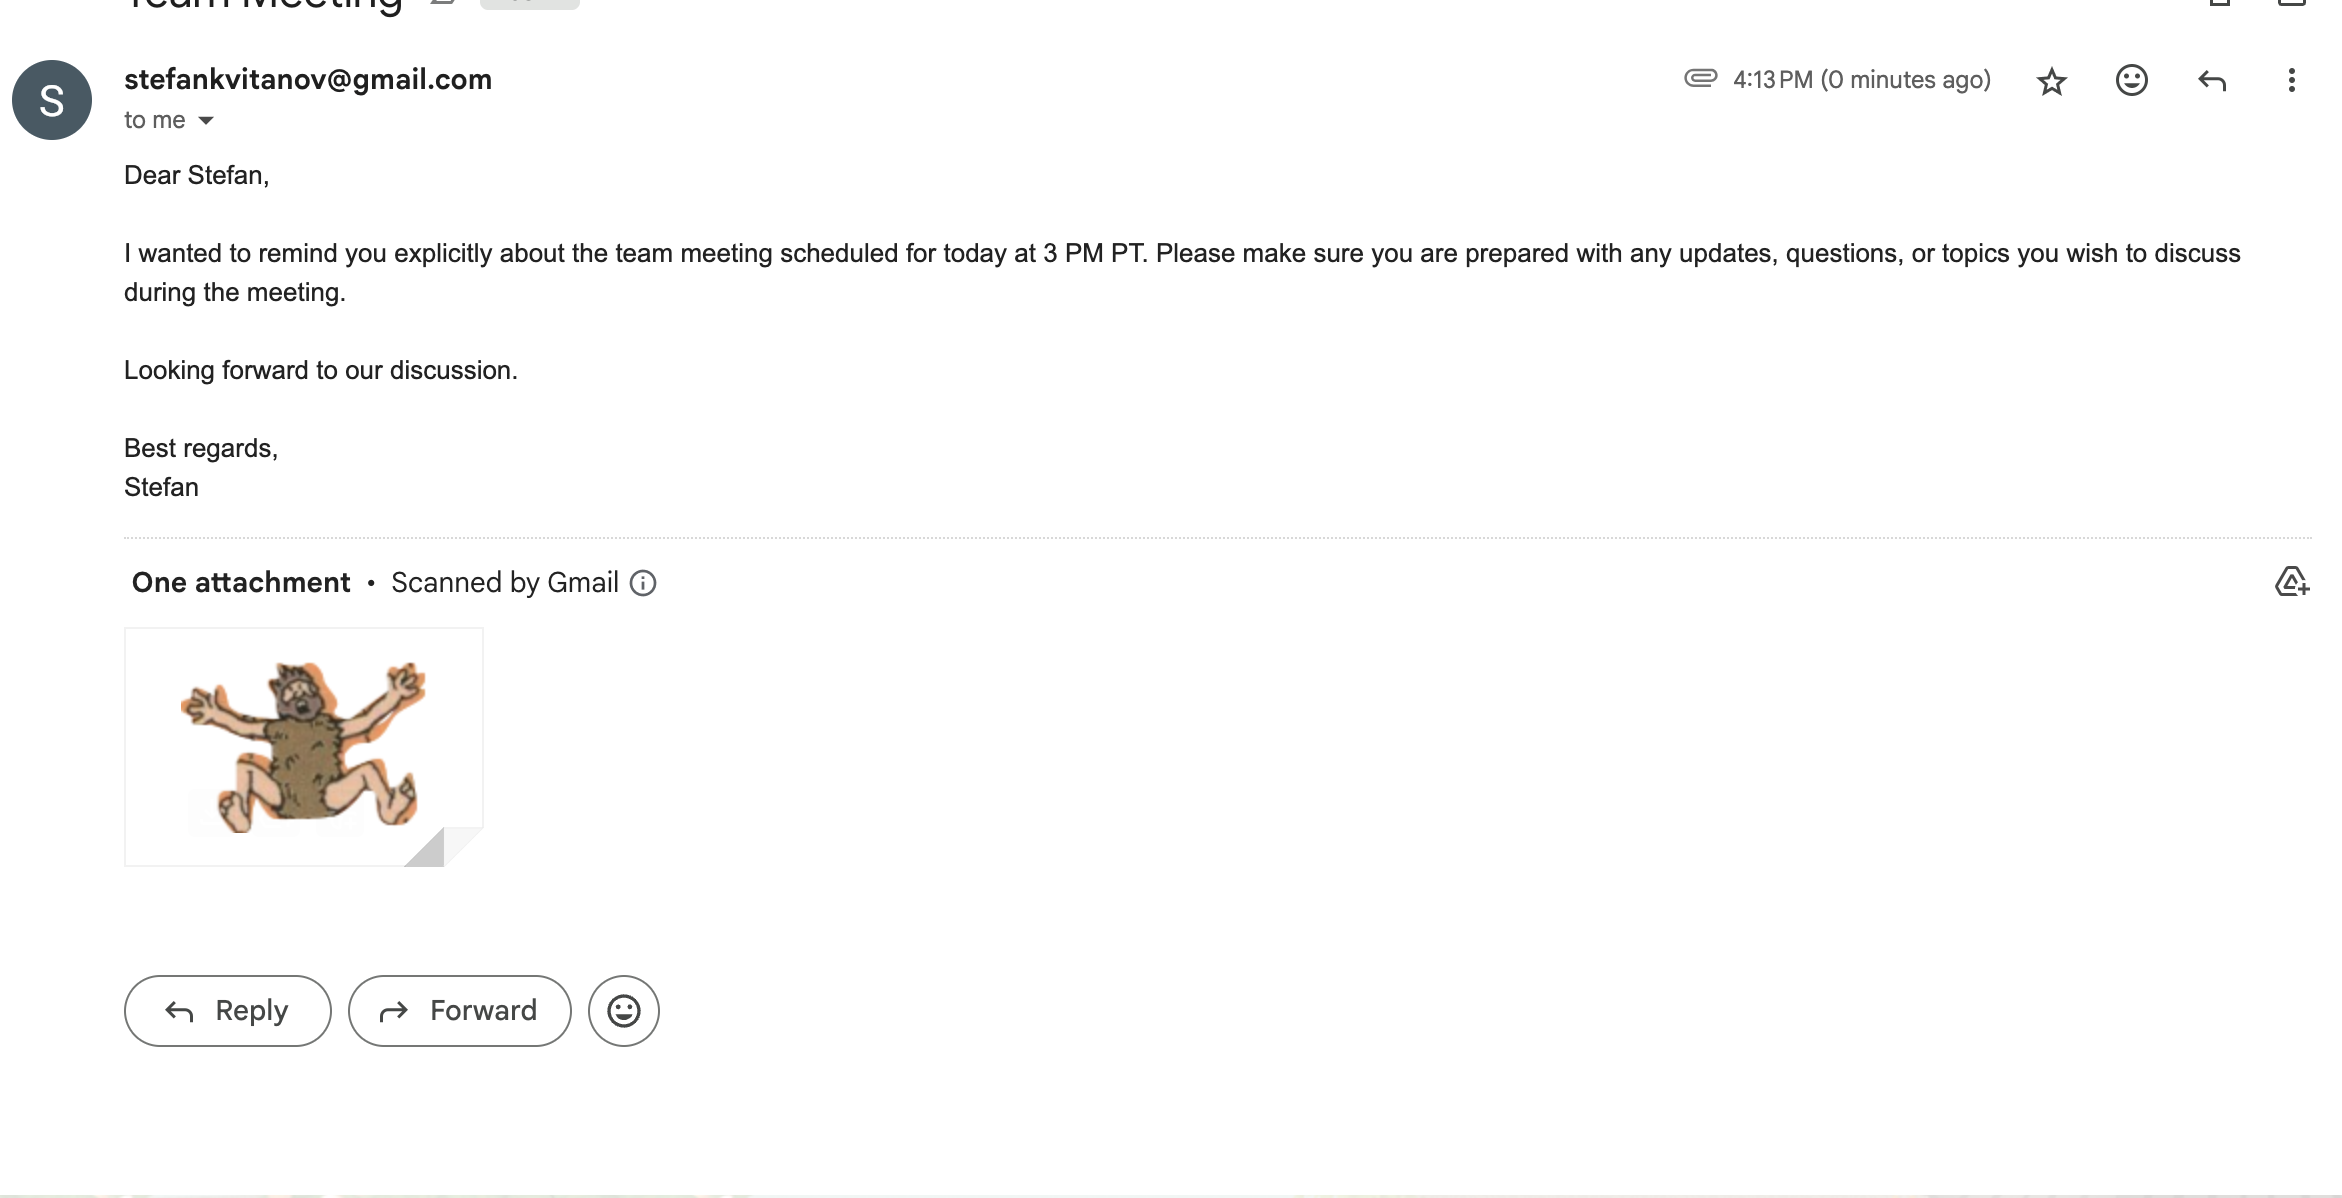 Team Meeting
S
stefankvitanov@gmail.com
4:13 PM (0 minutes ago)
to me
Dear Stefan,
I wanted to remind you explicitly about the team meeting scheduled for today at 3 PM PT. Please make sure you are prepared with any updates, questions, or topics you wish to discuss
during the meeting.
Looking forward to our discussion.
Best regards,
Stefan
One attachment • Scanned by Gmail
Reply
Forward